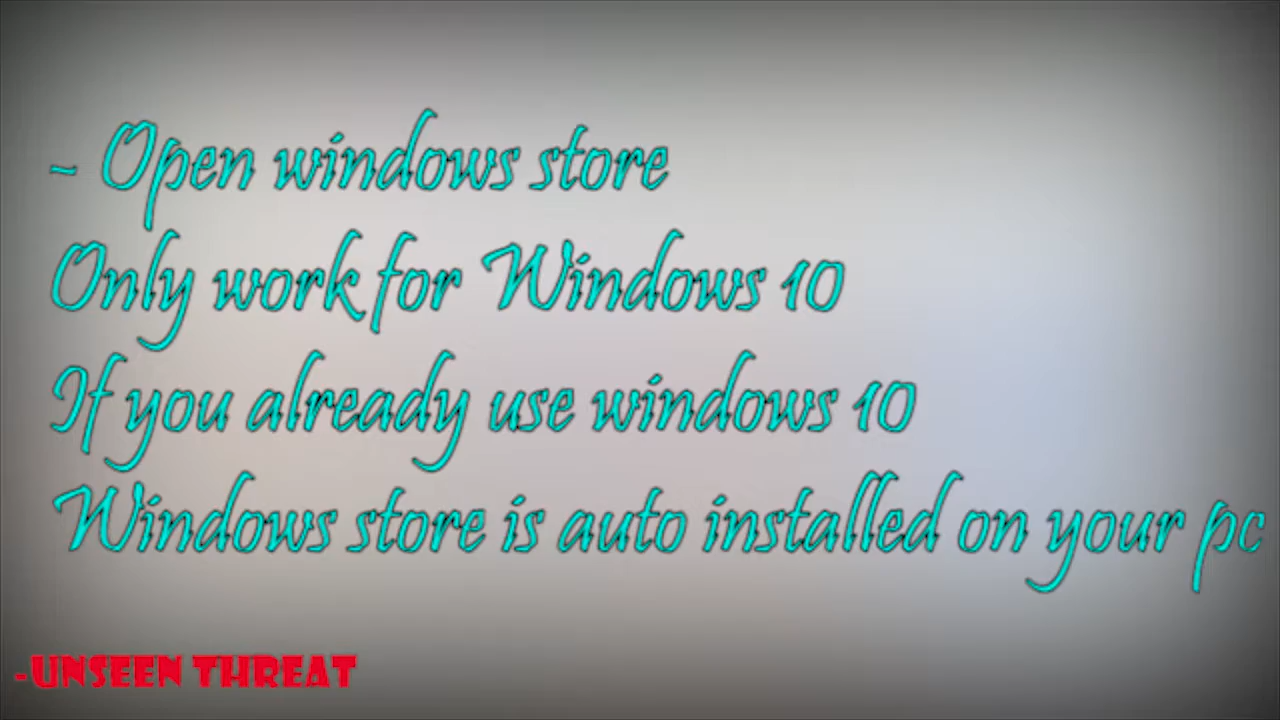 - Open windows store
Only work for Windows 10
If you already use windows 10
Windows store is auto installed on your pc
-UNSEEN THREAT